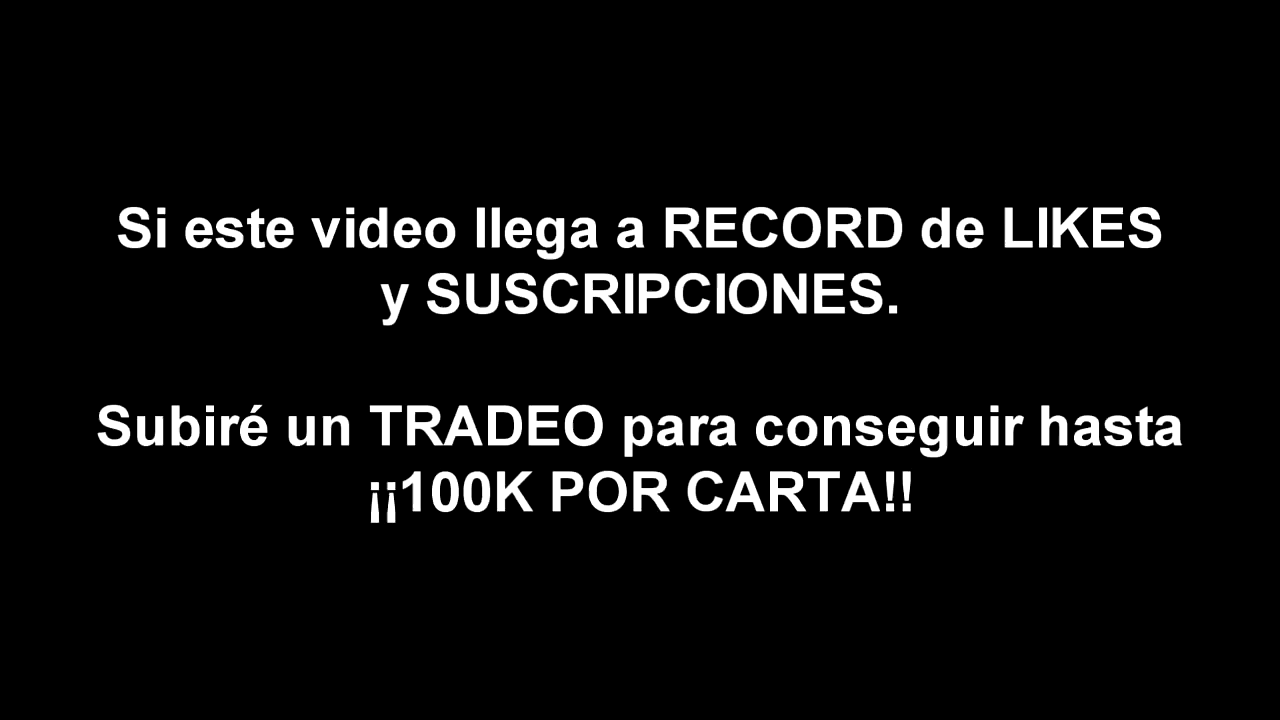 Si este video llega a RECORD de LIKES
y SUSCRIPCIONES.
Subiré un TRADEO para conseguir hasta
¡¡100K POR CARTA!!